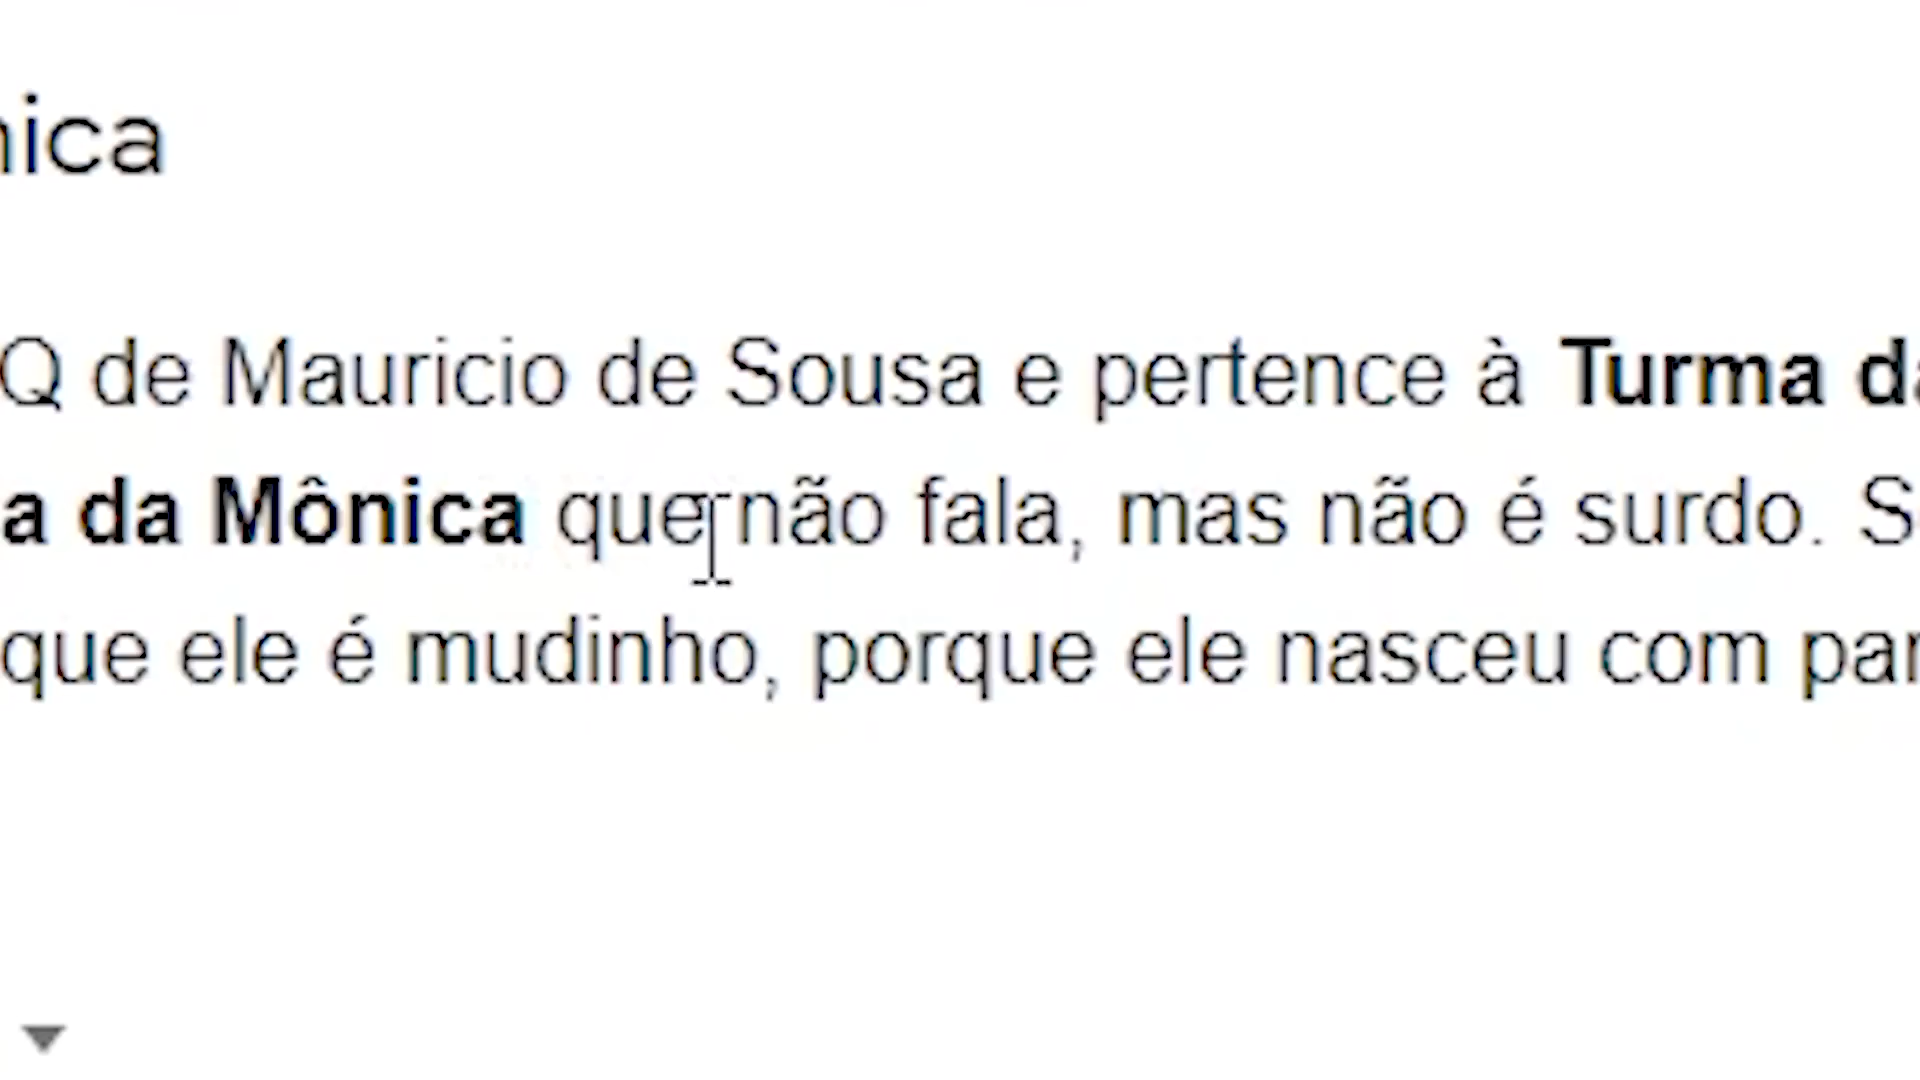 nica
Q de Mauricio de Sousa e pertence à Turma da
a da Mônica que não fala, mas não é surdo. S
que ele é mudinho, porque ele nasceu com par